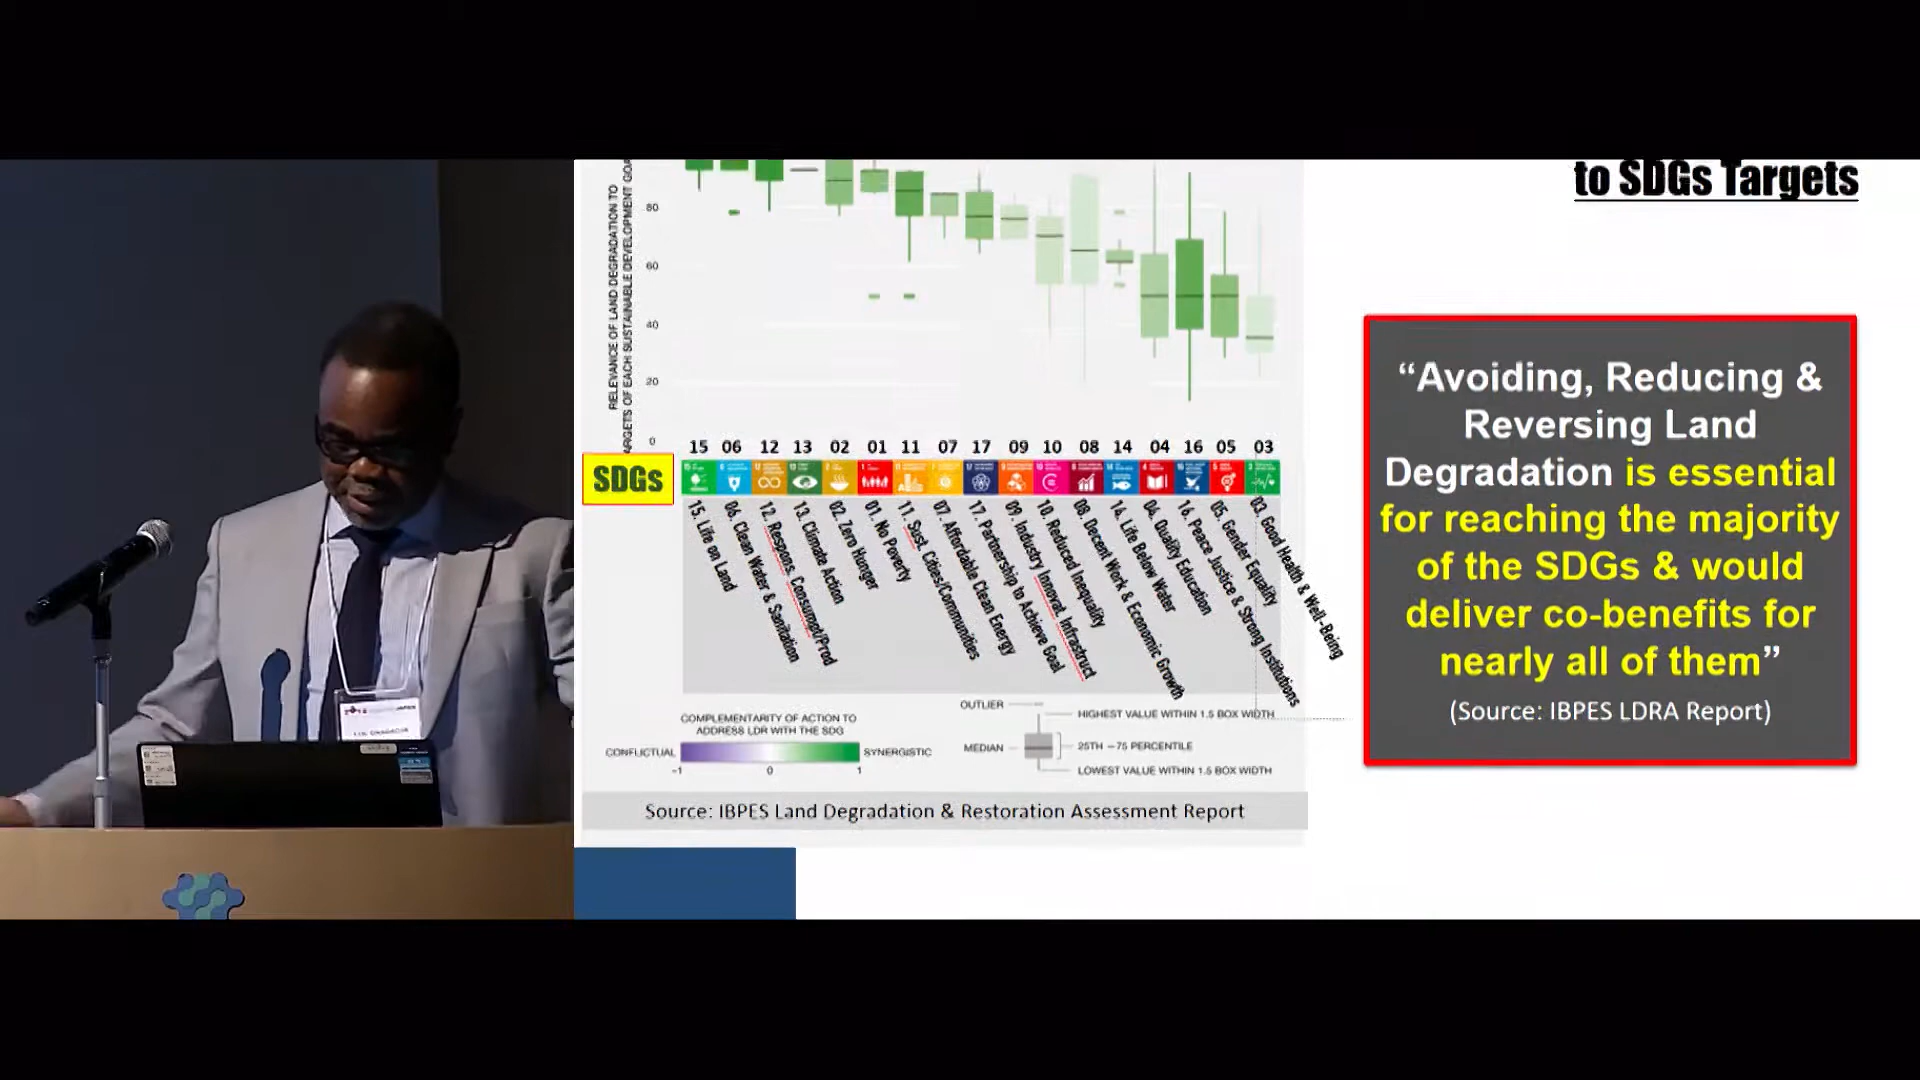 to SDGs Targets
RELEVANCE OF LAND DEGRADATION TO
TARGETS OF EACH SUSTAINABLE DEVELOPMENT GOAL
80
60
40
20
0
15 06 12 13 02 01 11 07 17 09 10 08 14 04 16 05 03
SDGs
15. Life on Land
06. Clean Water & Sanitation
12. Respons. Consumpt/Prod
13. Climate Action
02. Zero Hunger
01. No Poverty
11. Sust. Cities/Communities
07. Affordable Clean Energy
17. Partnership to Achieve Goal
09. Industry Innovat. Infrastruct
10. Reduced Inequality
08. Decent Work & Economic Growth
14. Life Below Water
04. Quality Education
16. Peace Justice & Strong Institutions
05. Gender Equality
03. Good Health & Well-Being
COMPLEMENTARITY OF ACTION TO
ADDRESS LDR WITH THE SDG
CONFLICTUAL
SYNERGISTIC
-1 0 1
OUTLIER
HIGHEST VALUE WITHIN 1.5 BOX WIDTH
MEDIAN
25TH –75 PERCENTILE
LOWEST VALUE WITHIN 1.5 BOX WIDTH
Source: IBPES Land Degradation & Restoration Assessment Report
“Avoiding, Reducing &
Reversing Land
Degradation is essential
for reaching the majority
of the SDGs & would
deliver co-benefits for
nearly all of them”
(Source: IBPES LDRA Report)